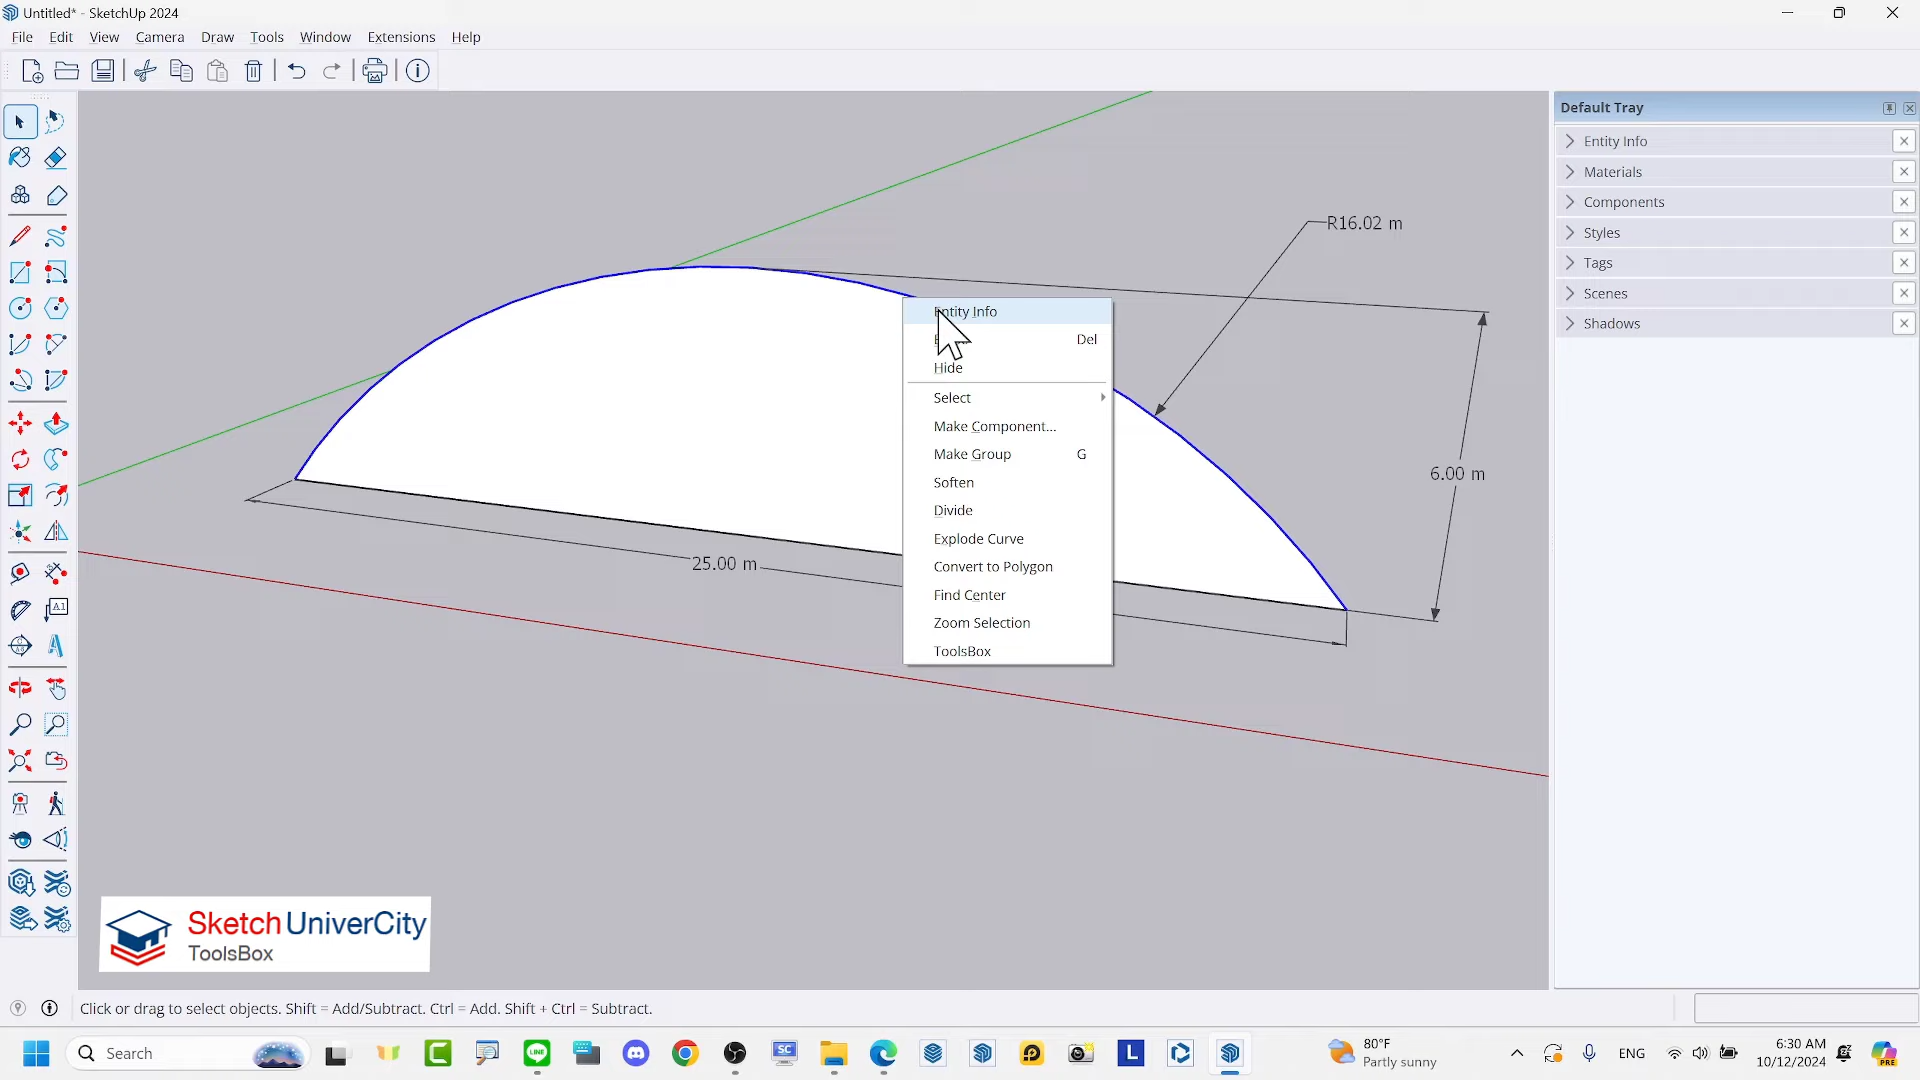 Untitled* - SketchUp 2024
File Edit View Camera Draw Tools Window Extensions Help
Default Tray
Entity Info
Materials
Components
Styles
Tags
Scenes
Shadows
R16.02 m
6.00 m
25.00 m
Entity Info
Del
Hide
Select
Make Component...
Make Group G
Soften
Divide
Explode Curve
Convert to Polygon
Find Center
Zoom Selection
ToolsBox
Sketch UniverCity
ToolsBox
Click or drag to select objects. Shift = Add/Subtract. Ctrl = Add. Shift + Ctrl = Subtract.
Search
80°F
Partly sunny
ENG
6:30 AM
10/12/2024